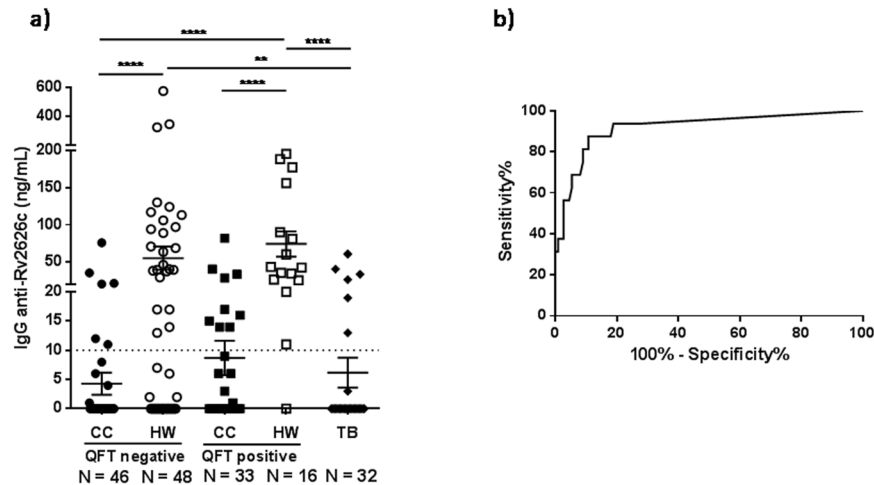 a)
b)
****
****
**
****
****
IgG anti-Rv2626c (ng/mL)
600
400
200
150
100
50
20
10
5
0
CC HW CC HW TB
QFT negative QFT positive
N = 46 N = 48 N = 33 N = 16 N = 32
Sensitivity%
100
80
60
40
20
0
0 20 40 60 80 100
100% - Specificity%